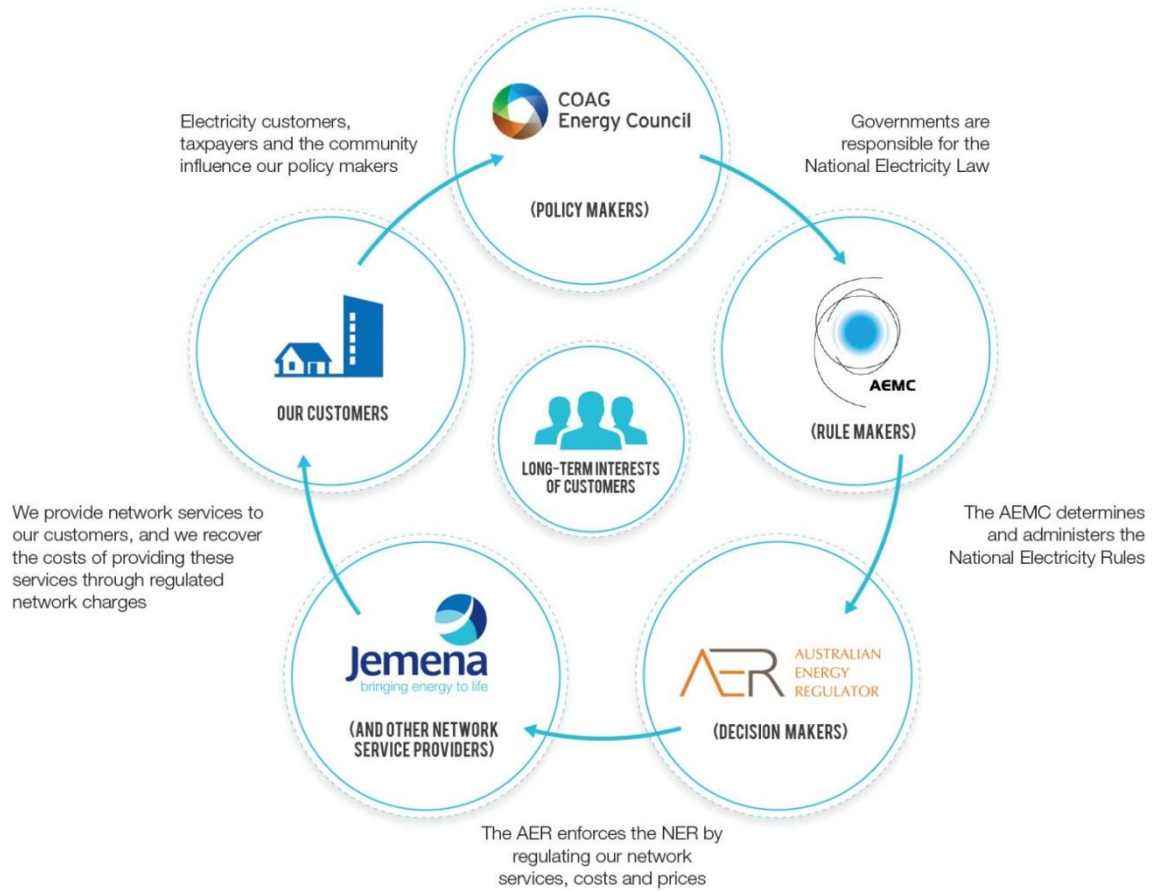 COAG
Energy Council
(POLICY MAKERS)
Electricity customers,
taxpayers and the community
influence our policy makers
Governments are
responsible for the
National Electricity Law
AEMC
(RULE MAKERS)
OUR CUSTOMERS
LONG-TERM INTERESTS
OF CUSTOMERS
We provide network services to
our customers, and we recover
the costs of providing these
services through regulated
network charges
The AEMC determines
and administers the
National Electricity Rules
Jemena
bringing energy to life
(AND OTHER NETWORK
SERVICE PROVIDERS)
AER
AUSTRALIAN
ENERGY
REGULATOR
(DECISION MAKERS)
The AER enforces the NER by
regulating our network
services, costs and prices